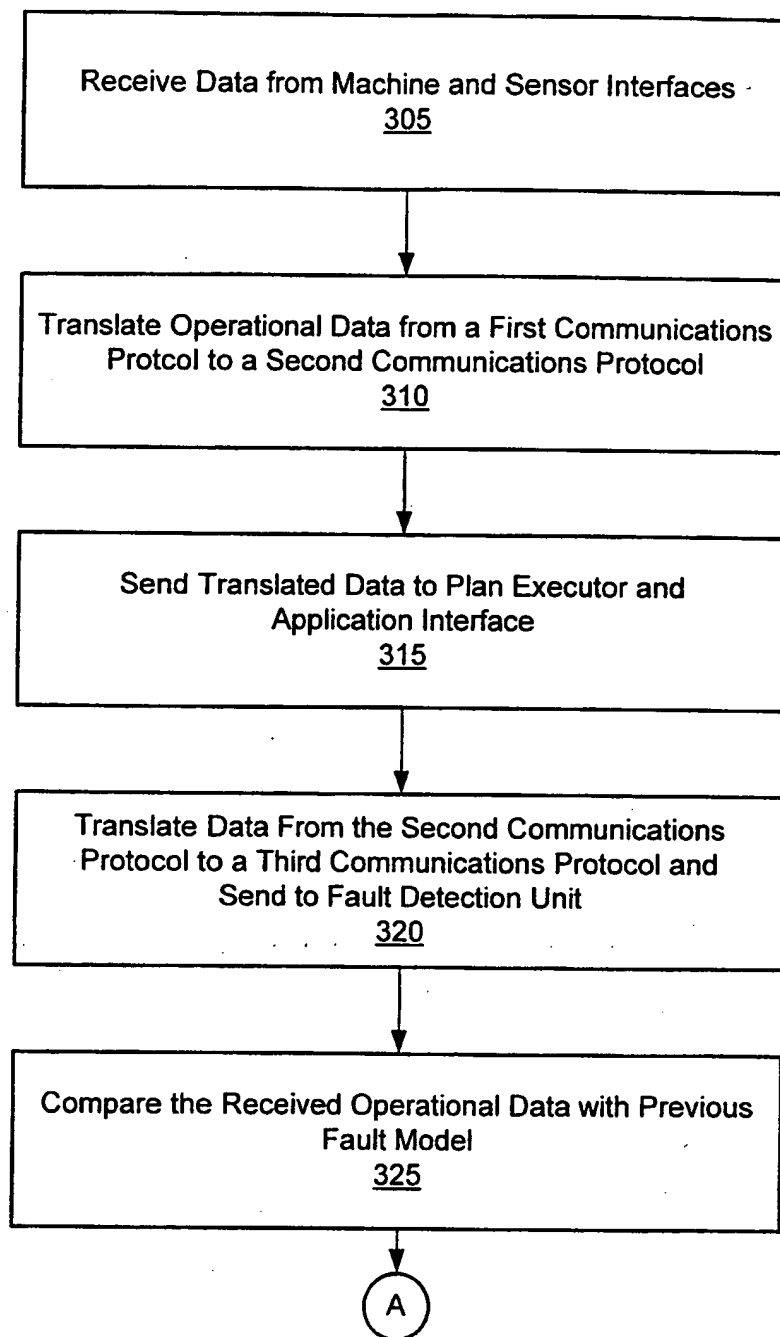 Receive Data from Machine and Sensor Interfaces
305
Translate Operational Data from a First Communications
Protcol to a Second Communications Protocol
310
Send Translated Data to Plan Executor and
Application Interface
315
Translate Data From the Second Communications
Protocol to a Third Communications Protocol and
Send to Fault Detection Unit
320
Compare the Received Operational Data with Previous
Fault Model
325
A